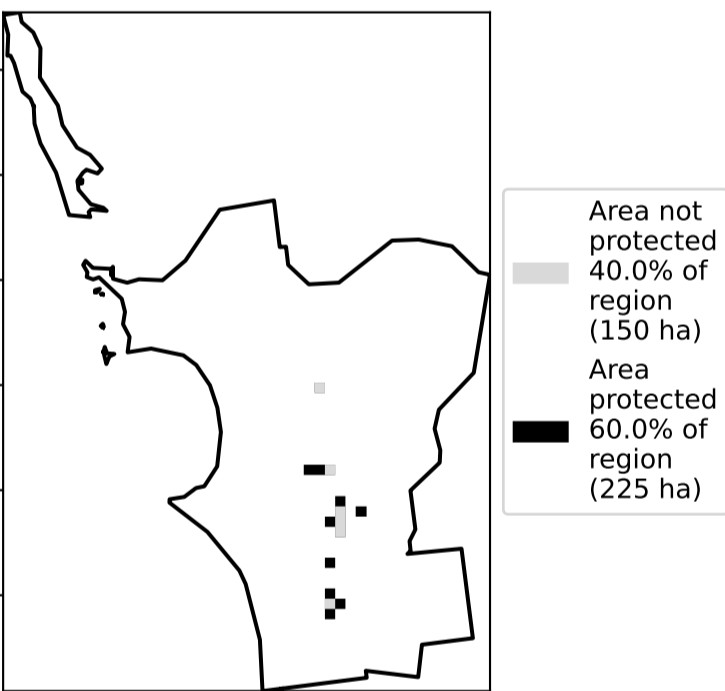 Area not
protected
40.0% of
region
(150 ha)
Area
protected
60.0% of
region
(225 ha)